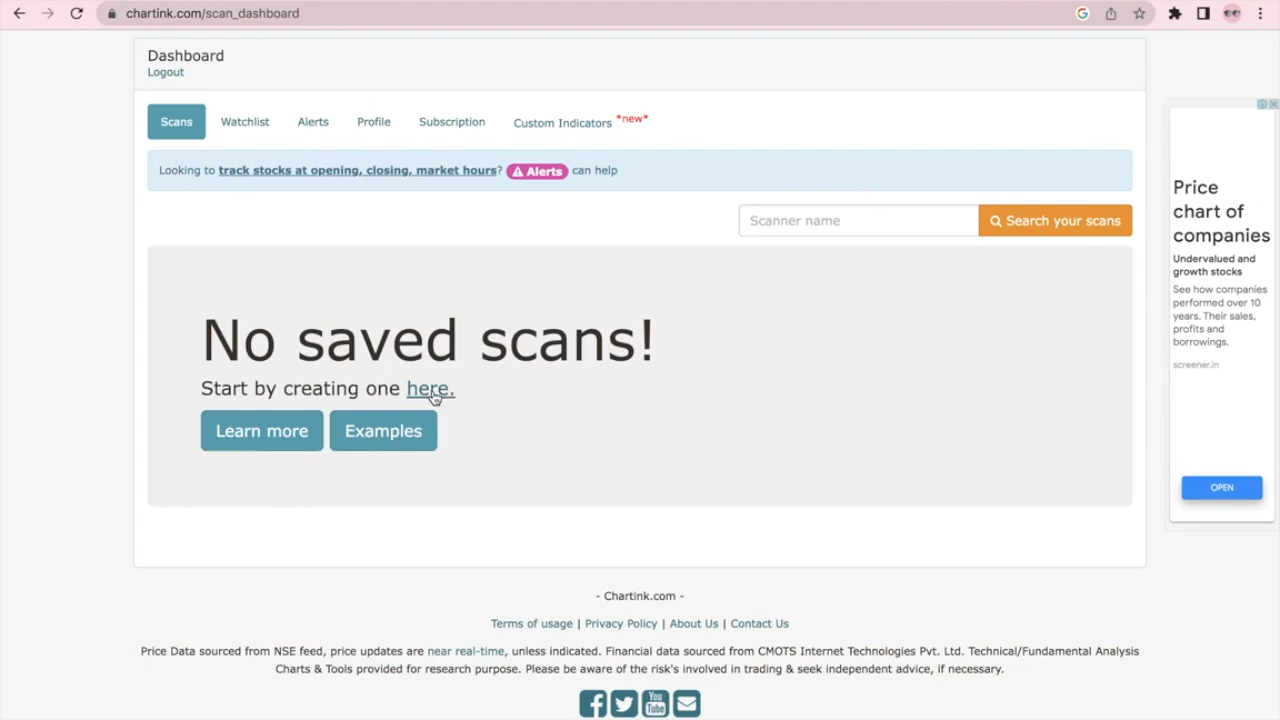 chartink.com/scan_dashboard
Dashboard
Logout
Scans Watchlist Alerts Profile Subscription Custom Indicators *new*
Looking to track stocks at opening, closing, market hours? Alerts can help
Scanner name Search your scans
No saved scans!
Start by creating one here.
Learn more Examples
Price
chart of
companies
Undervalued and
growth stocks
See how companies
performed over 10
years. Their sales,
profits and
borrowings.
screener.in
OPEN
- Chartink.com -
Terms of usage | Privacy Policy | About Us | Contact Us
Price Data sourced from NSE feed, price updates are near real-time, unless indicated. Financial data sourced from CMOTS Internet Technologies Pvt. Ltd. Technical/Fundamental Analysis
Charts & Tools provided for research purpose. Please be aware of the risk's involved in trading & seek independent advice, if necessary.
You
Tube